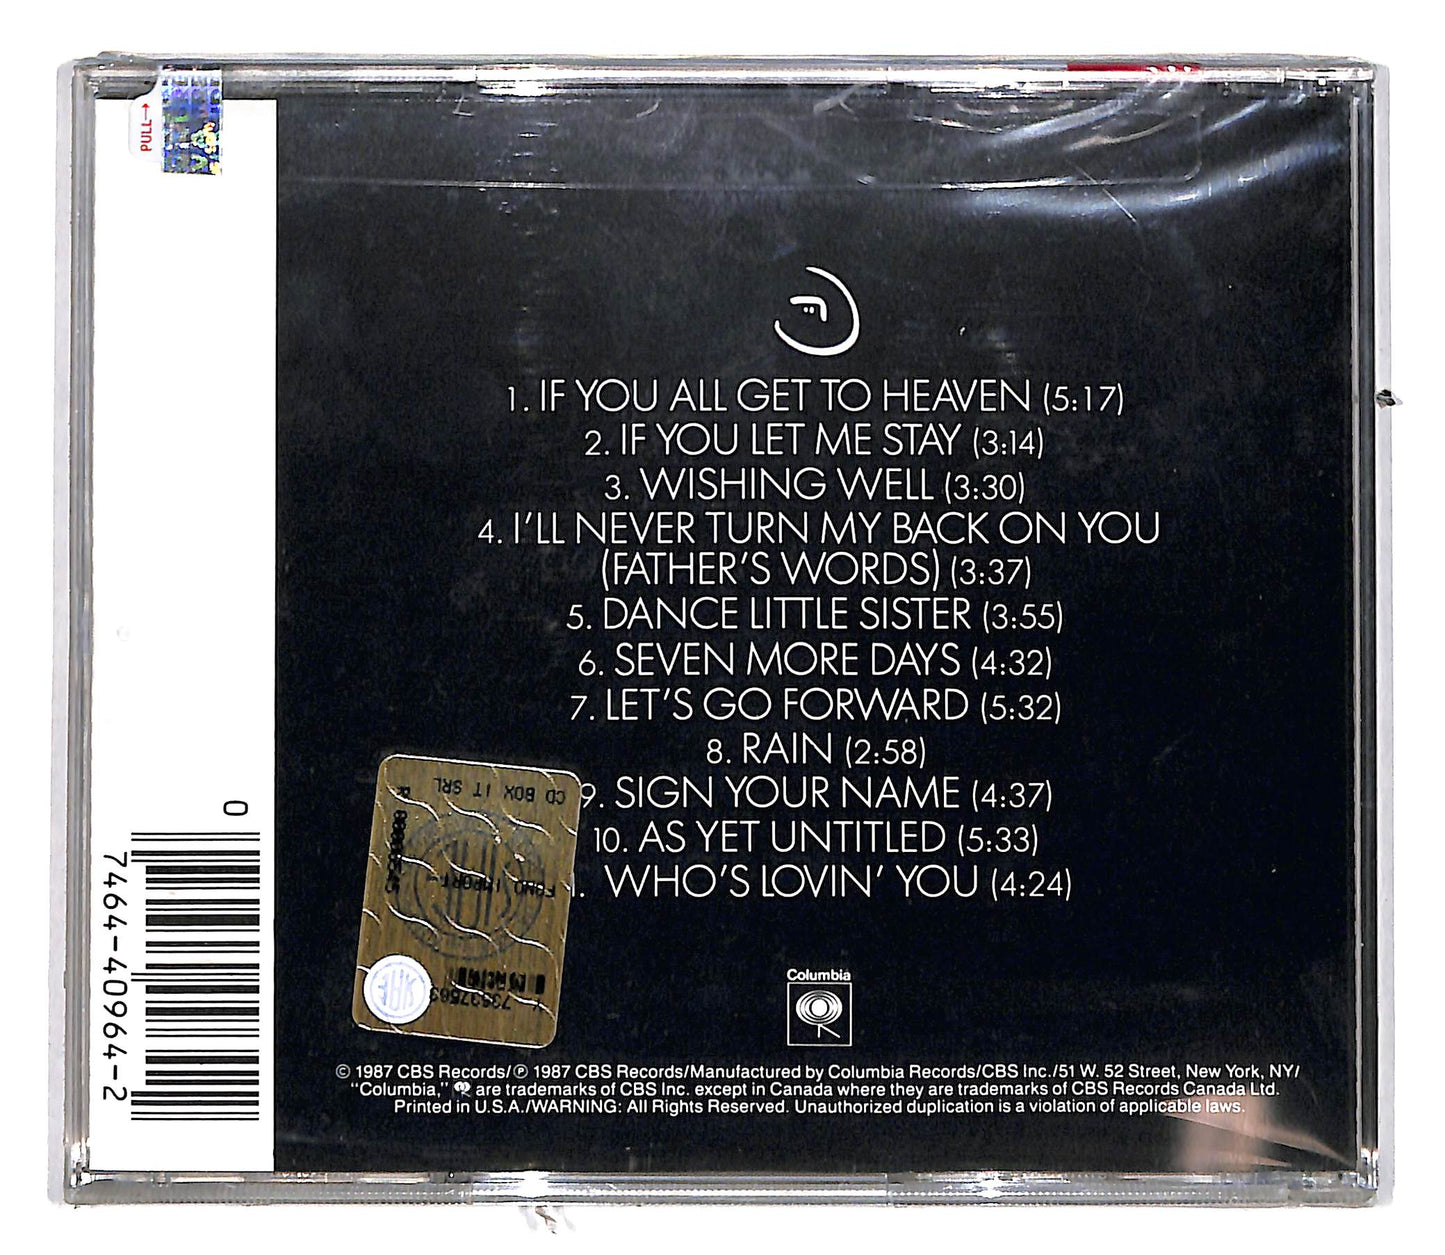 PULL→
1. IF YOU ALL GET TO HEAVEN (5:17)
2. IF YOU LET ME STAY (3:14)
3. WISHING WELL (3:30)
4. I'LL NEVER TURN MY BACK ON YOU
(FATHER'S WORDS) (3:37)
5. DANCE LITTLE SISTER (3:55)
6. SEVEN MORE DAYS (4:32)
7. LET'S GO FORWARD (5:32)
8. RAIN (2:58)
9. SIGN YOUR NAME (4:37)
10. AS YET UNTITLED (5:33)
1. WHO'S LOVIN' YOU (4:24)
CD BOX IT SRL
FONO IMPORT
SIAE
0
7464-40964-2
Columbia
© 1987 CBS Records/℗ 1987 CBS Records/Manufactured by Columbia Records/CBS Inc./51 W. 52 Street, New York, NY/
"Columbia," are trademarks of CBS Inc. except in Canada where they are trademarks of CBS Records Canada Ltd.
Printed in U.S.A./WARNING: All Rights Reserved. Unauthorized duplication is a violation of applicable laws.